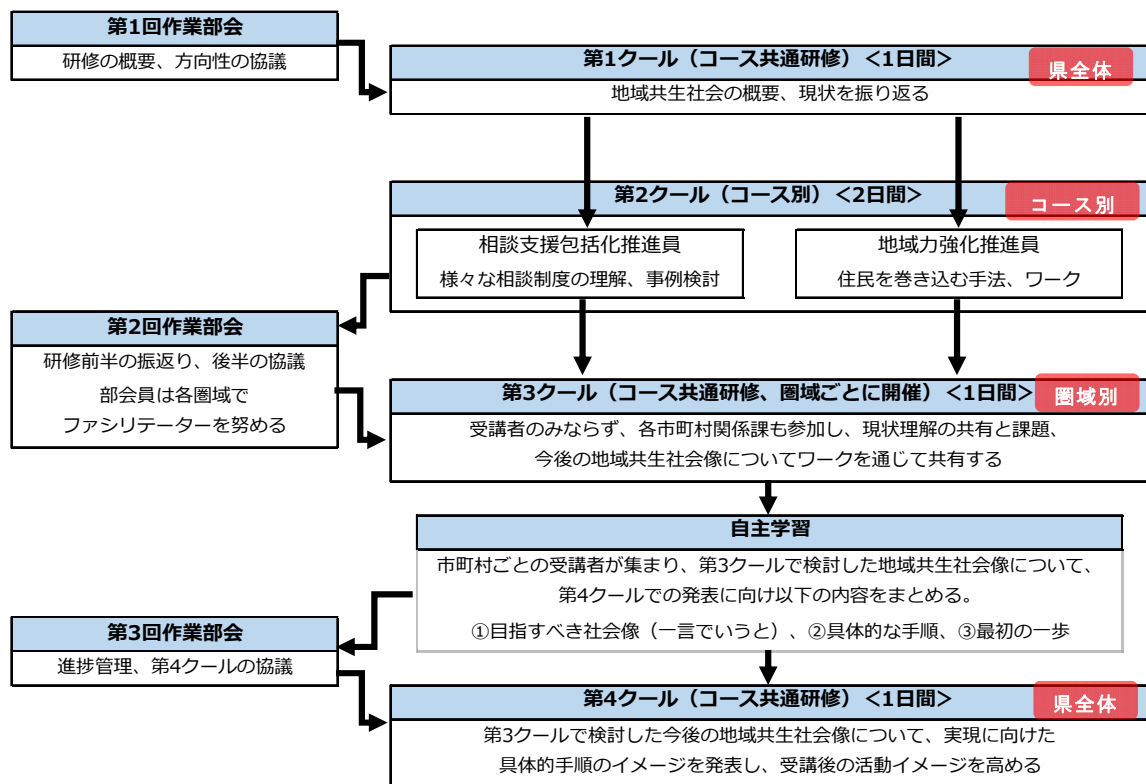 第1回作業部会
研修の概要、方向性の協議
第1クール（コース共通研修）<1日間>
県全体
地域共生社会の概要、現状を振り返る
第2クール（コース別）<2日間>
コース別
相談支援包括化推進員
様々な相談制度の理解、事例検討
地域力強化推進員
住民を巻き込む手法、ワーク
第2回作業部会
研修前半の振返り、後半の協議
部会員は各圏域で
ファシリテーターを努める
第3クール（コース共通研修、圏域ごとに開催）<1日間>
圏域別
受講者のみならず、各市町村関係課も参加し、現状理解の共有と課題、
今後の地域共生社会像についてワークを通じて共有する
自主学習
市町村ごとの受講者が集まり、第3クールで検討した地域共生社会像について、
第4クールでの発表に向け以下の内容をまとめる。
①目指すべき社会像（一言でいうと）、②具体的な手順、③最初の一歩
第3回作業部会
進捗管理、第4クールの協議
第4クール（コース共通研修）<1日間>
県全体
第3クールで検討した今後の地域共生社会像について、実現に向けた
具体的手順のイメージを発表し、受講後の活動イメージを高める